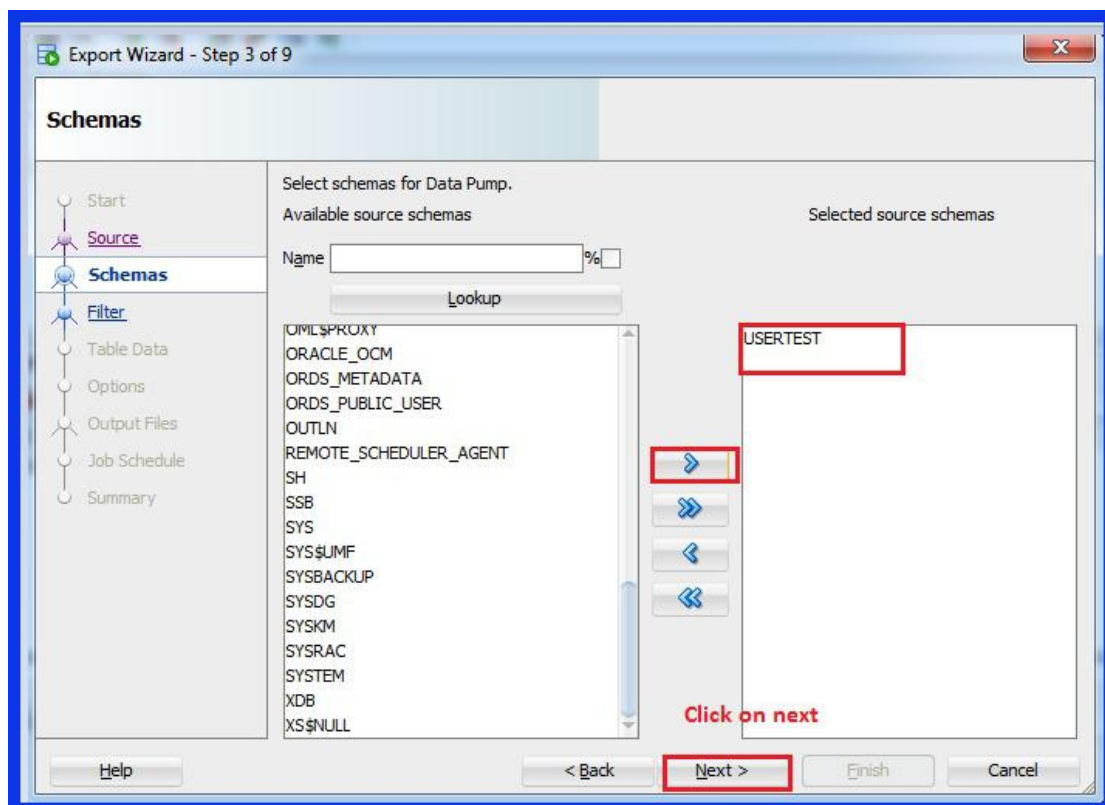 Export Wizard - Step 3 of 9
Schemas
Start
Source
Schemas
Filter
Table Data
Options
Output Files
Job Schedule
Summary
Select schemas for Data Pump.
Available source schemas
Selected source schemas
Name %
Lookup
OML$PROXY
ORACLE_OCM
ORDS_METADATA
ORDS_PUBLIC_USER
OUTLN
REMOTE_SCHEDULER_AGENT
SH
SSB
SYS
SYS$UMF
SYSBACKUP
SYSDG
SYSKM
SYSRAC
SYSTEM
XDB
XS$NULL
USERTEST
Click on next
Help
< Back
Next >
Finish
Cancel